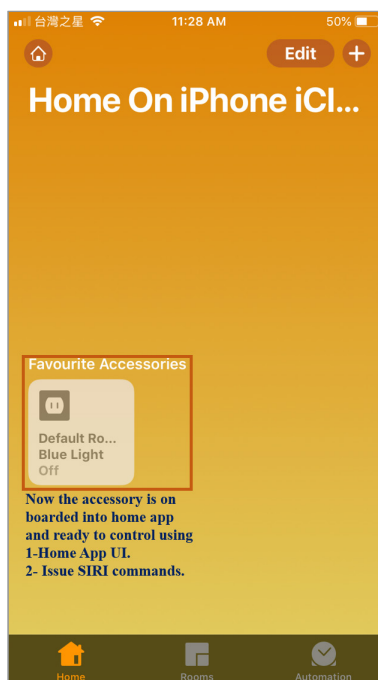 台灣之星 11:28 AM 50%
Edit +
Home On iPhone iCl...
Favourite Accessories
Default Ro...
Blue Light
Off
Now the accessory is on
boarded into home app
and ready to control using
1-Home App UI.
2- Issue SIRI commands.
Home Rooms Automation